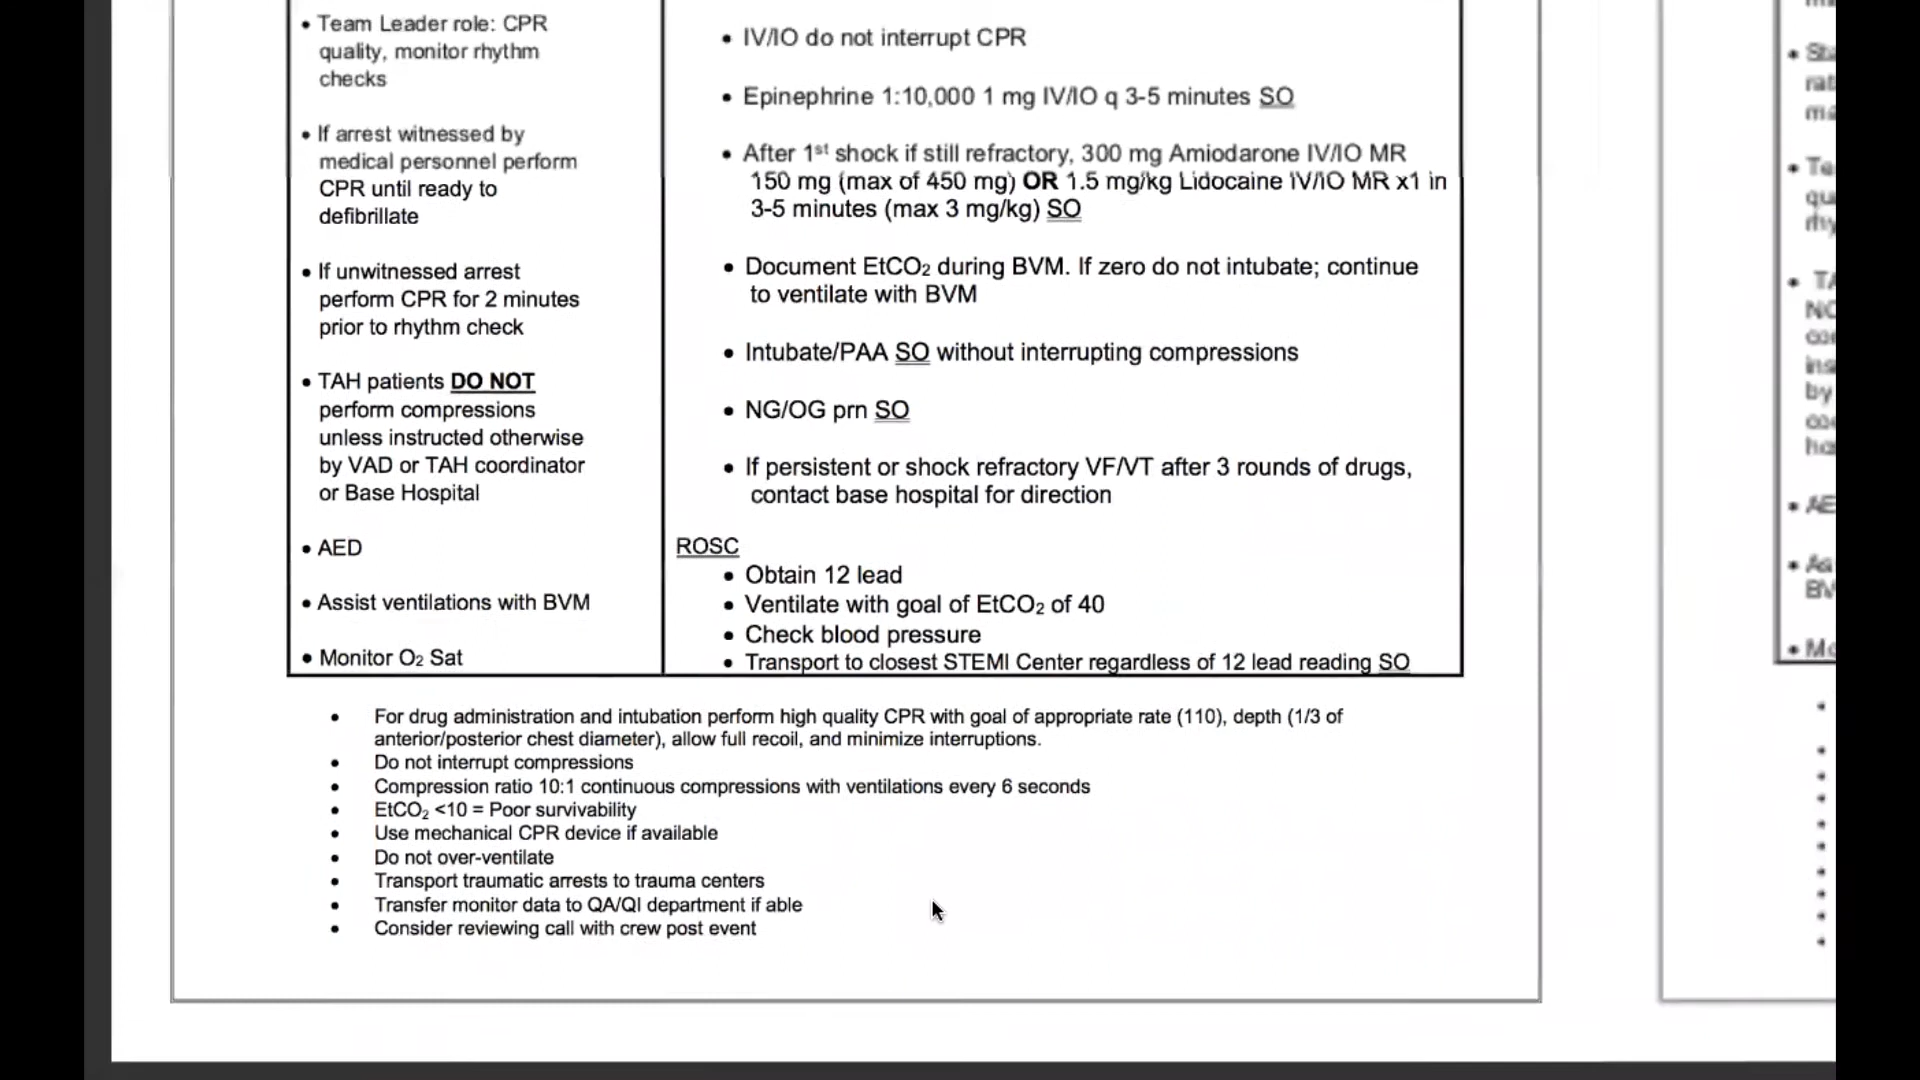 • Team Leader role: CPR
quality, monitor rhythm
checks
• If arrest witnessed by
medical personnel perform
CPR until ready to
defibrillate
• If unwitnessed arrest
perform CPR for 2 minutes
prior to rhythm check
• TAH patients DO NOT
perform compressions
unless instructed otherwise
by VAD or TAH coordinator
or Base Hospital
• AED
• Assist ventilations with BVM
• Monitor O₂ Sat
• IV/IO do not interrupt CPR
• Epinephrine 1:10,000 1 mg IV/IO q 3-5 minutes SO
• After 1st shock if still refractory, 300 mg Amiodarone IV/IO MR
150 mg (max of 450 mg) OR 1.5 mg/kg Lidocaine IV/IO MR x1 in
3-5 minutes (max 3 mg/kg) SO
• Document EtCO₂ during BVM. If zero do not intubate; continue
to ventilate with BVM
• Intubate/PAA SO without interrupting compressions
• NG/OG prn SO
• If persistent or shock refractory VF/VT after 3 rounds of drugs,
contact base hospital for direction
ROSC
• Obtain 12 lead
• Ventilate with goal of EtCO₂ of 40
• Check blood pressure
• Transport to closest STEMI Center regardless of 12 lead reading SO
• For drug administration and intubation perform high quality CPR with goal of appropriate rate (110), depth (1/3 of
anterior/posterior chest diameter), allow full recoil, and minimize interruptions.
• Do not interrupt compressions
• Compression ratio 10:1 continuous compressions with ventilations every 6 seconds
• EtCO₂ <10 = Poor survivability
• Use mechanical CPR device if available
• Do not over-ventilate
• Transport traumatic arrests to trauma centers
• Transfer monitor data to QA/QI department if able
• Consider reviewing call with crew post event